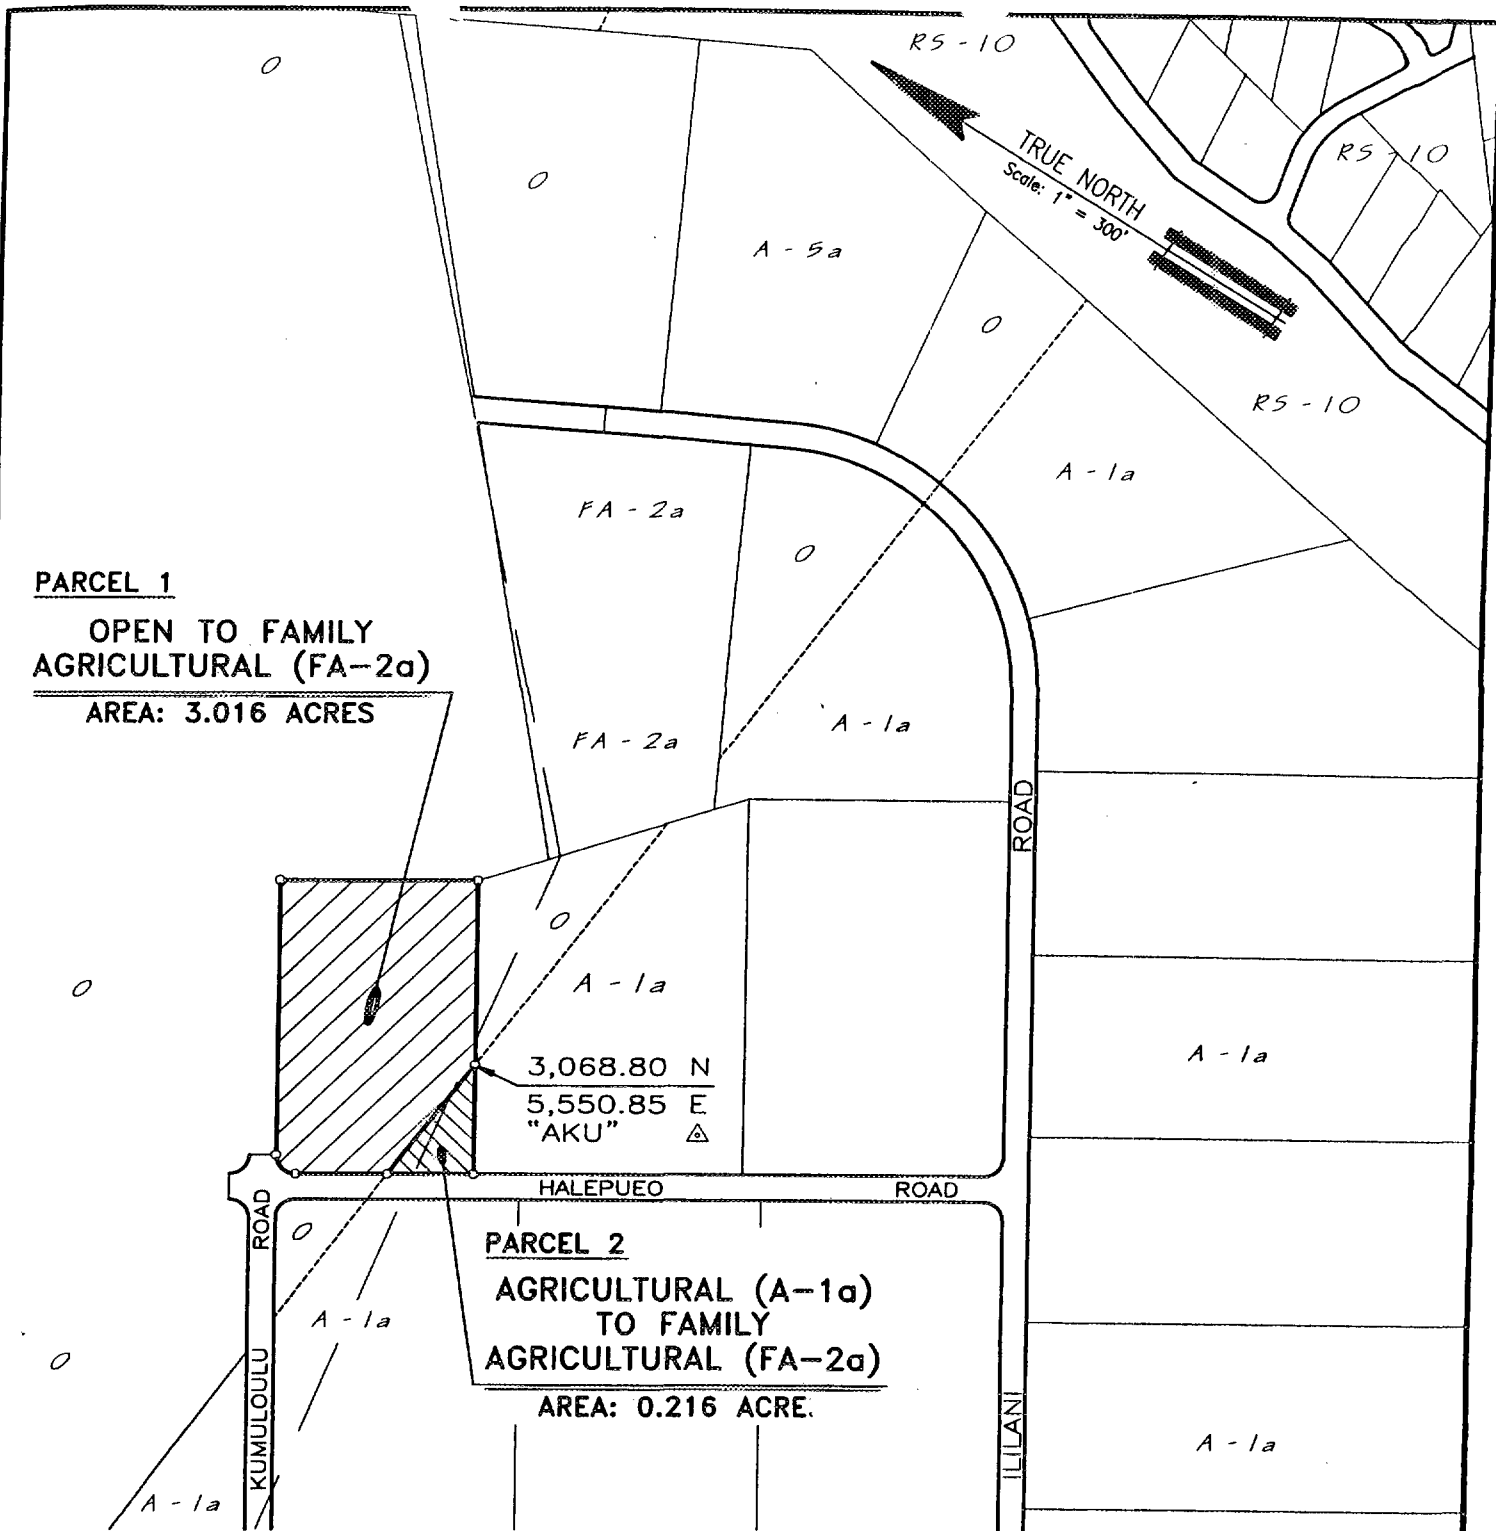 O
RS - 10
O
TRUE NORTH
Scale: 1" = 300'
RS - 10
A - 5a
O
RS - 10
A - 1a
FA - 2a
O
PARCEL 1
OPEN TO FAMILY
AGRICULTURAL (FA-2a)
AREA: 3.016 ACRES
FA - 2a
A - 1a
ROAD
O
O
A - 1a
3,068.80 N
5,550.85 E
"AKU"
A - 1a
HALEPUEO ROAD
ROAD
O
PARCEL 2
AGRICULTURAL (A-1a)
TO FAMILY
AGRICULTURAL (FA-2a)
AREA: 0.216 ACRE.
A - 1a
O
KUMULOULU
ILILANI
A - 1a
A - 1a